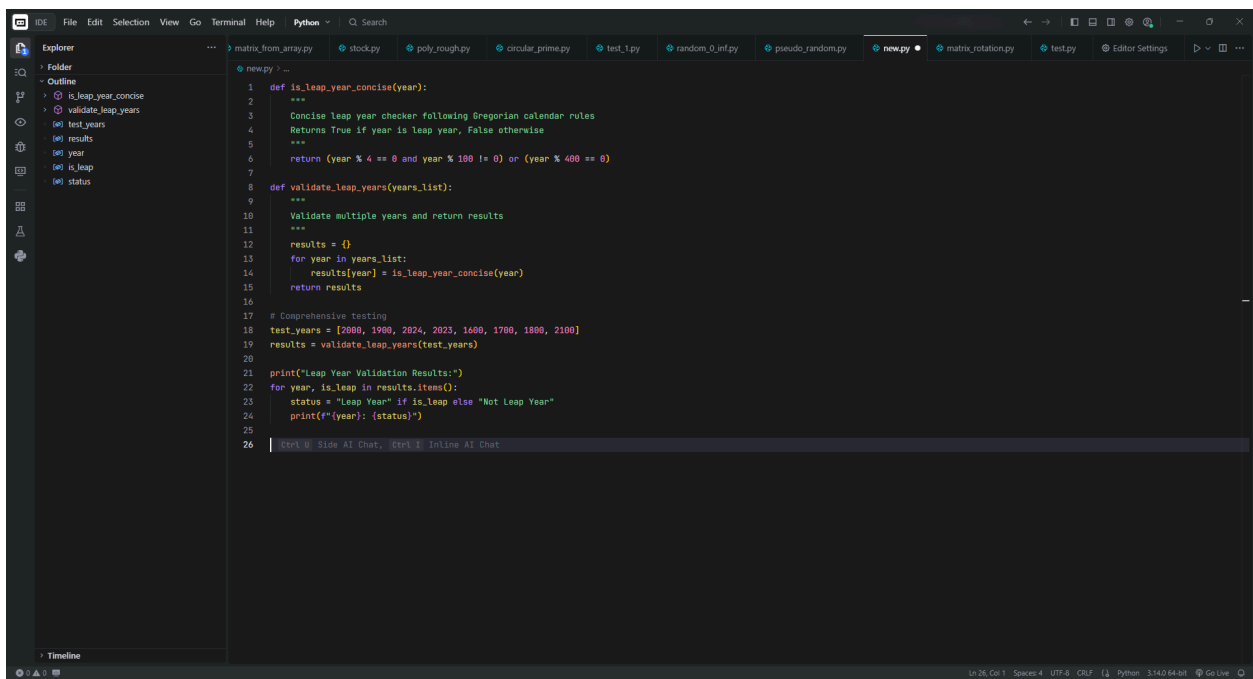 IDE File Edit Selection View Go Terminal Help Python Search
Explorer
Folder
Outline
is_leap_year_concise
validate_leap_years
test_years
results
year
is_leap
status
Timeline
matrix_from_array.py stock.py poly_rough.py circular_prime.py test_1.py random_0_inf.py pseudo_random.py new.py matrix_rotation.py test.py Editor Settings
new.py > ...
1 def is_leap_year_concise(year):
2 """
3 Concise leap year checker following Gregorian calendar rules
4 Returns True if year is leap year, False otherwise
5 """
6 return (year % 4 == 0 and year % 100 != 0) or (year % 400 == 0)
7
8 def validate_leap_years(years_list):
9 """
10 Validate multiple years and return results
11 """
12 results = {}
13 for year in years_list:
14 results[year] = is_leap_year_concise(year)
15 return results
16
17 # Comprehensive testing
18 test_years = [2000, 1900, 2024, 2023, 1600, 1700, 1800, 2100]
19 results = validate_leap_years(test_years)
20
21 print("Leap Year Validation Results:")
22 for year, is_leap in results.items():
23 status = "Leap Year" if is_leap else "Not Leap Year"
24 print(f"{year}: {status}")
25
26 Ctrl U Side AI Chat, Ctrl I Inline AI Chat
0 0 Ln 26, Col 1 Spaces: 4 UTF-8 CRLF Python 3.14.0 64-bit Go Live